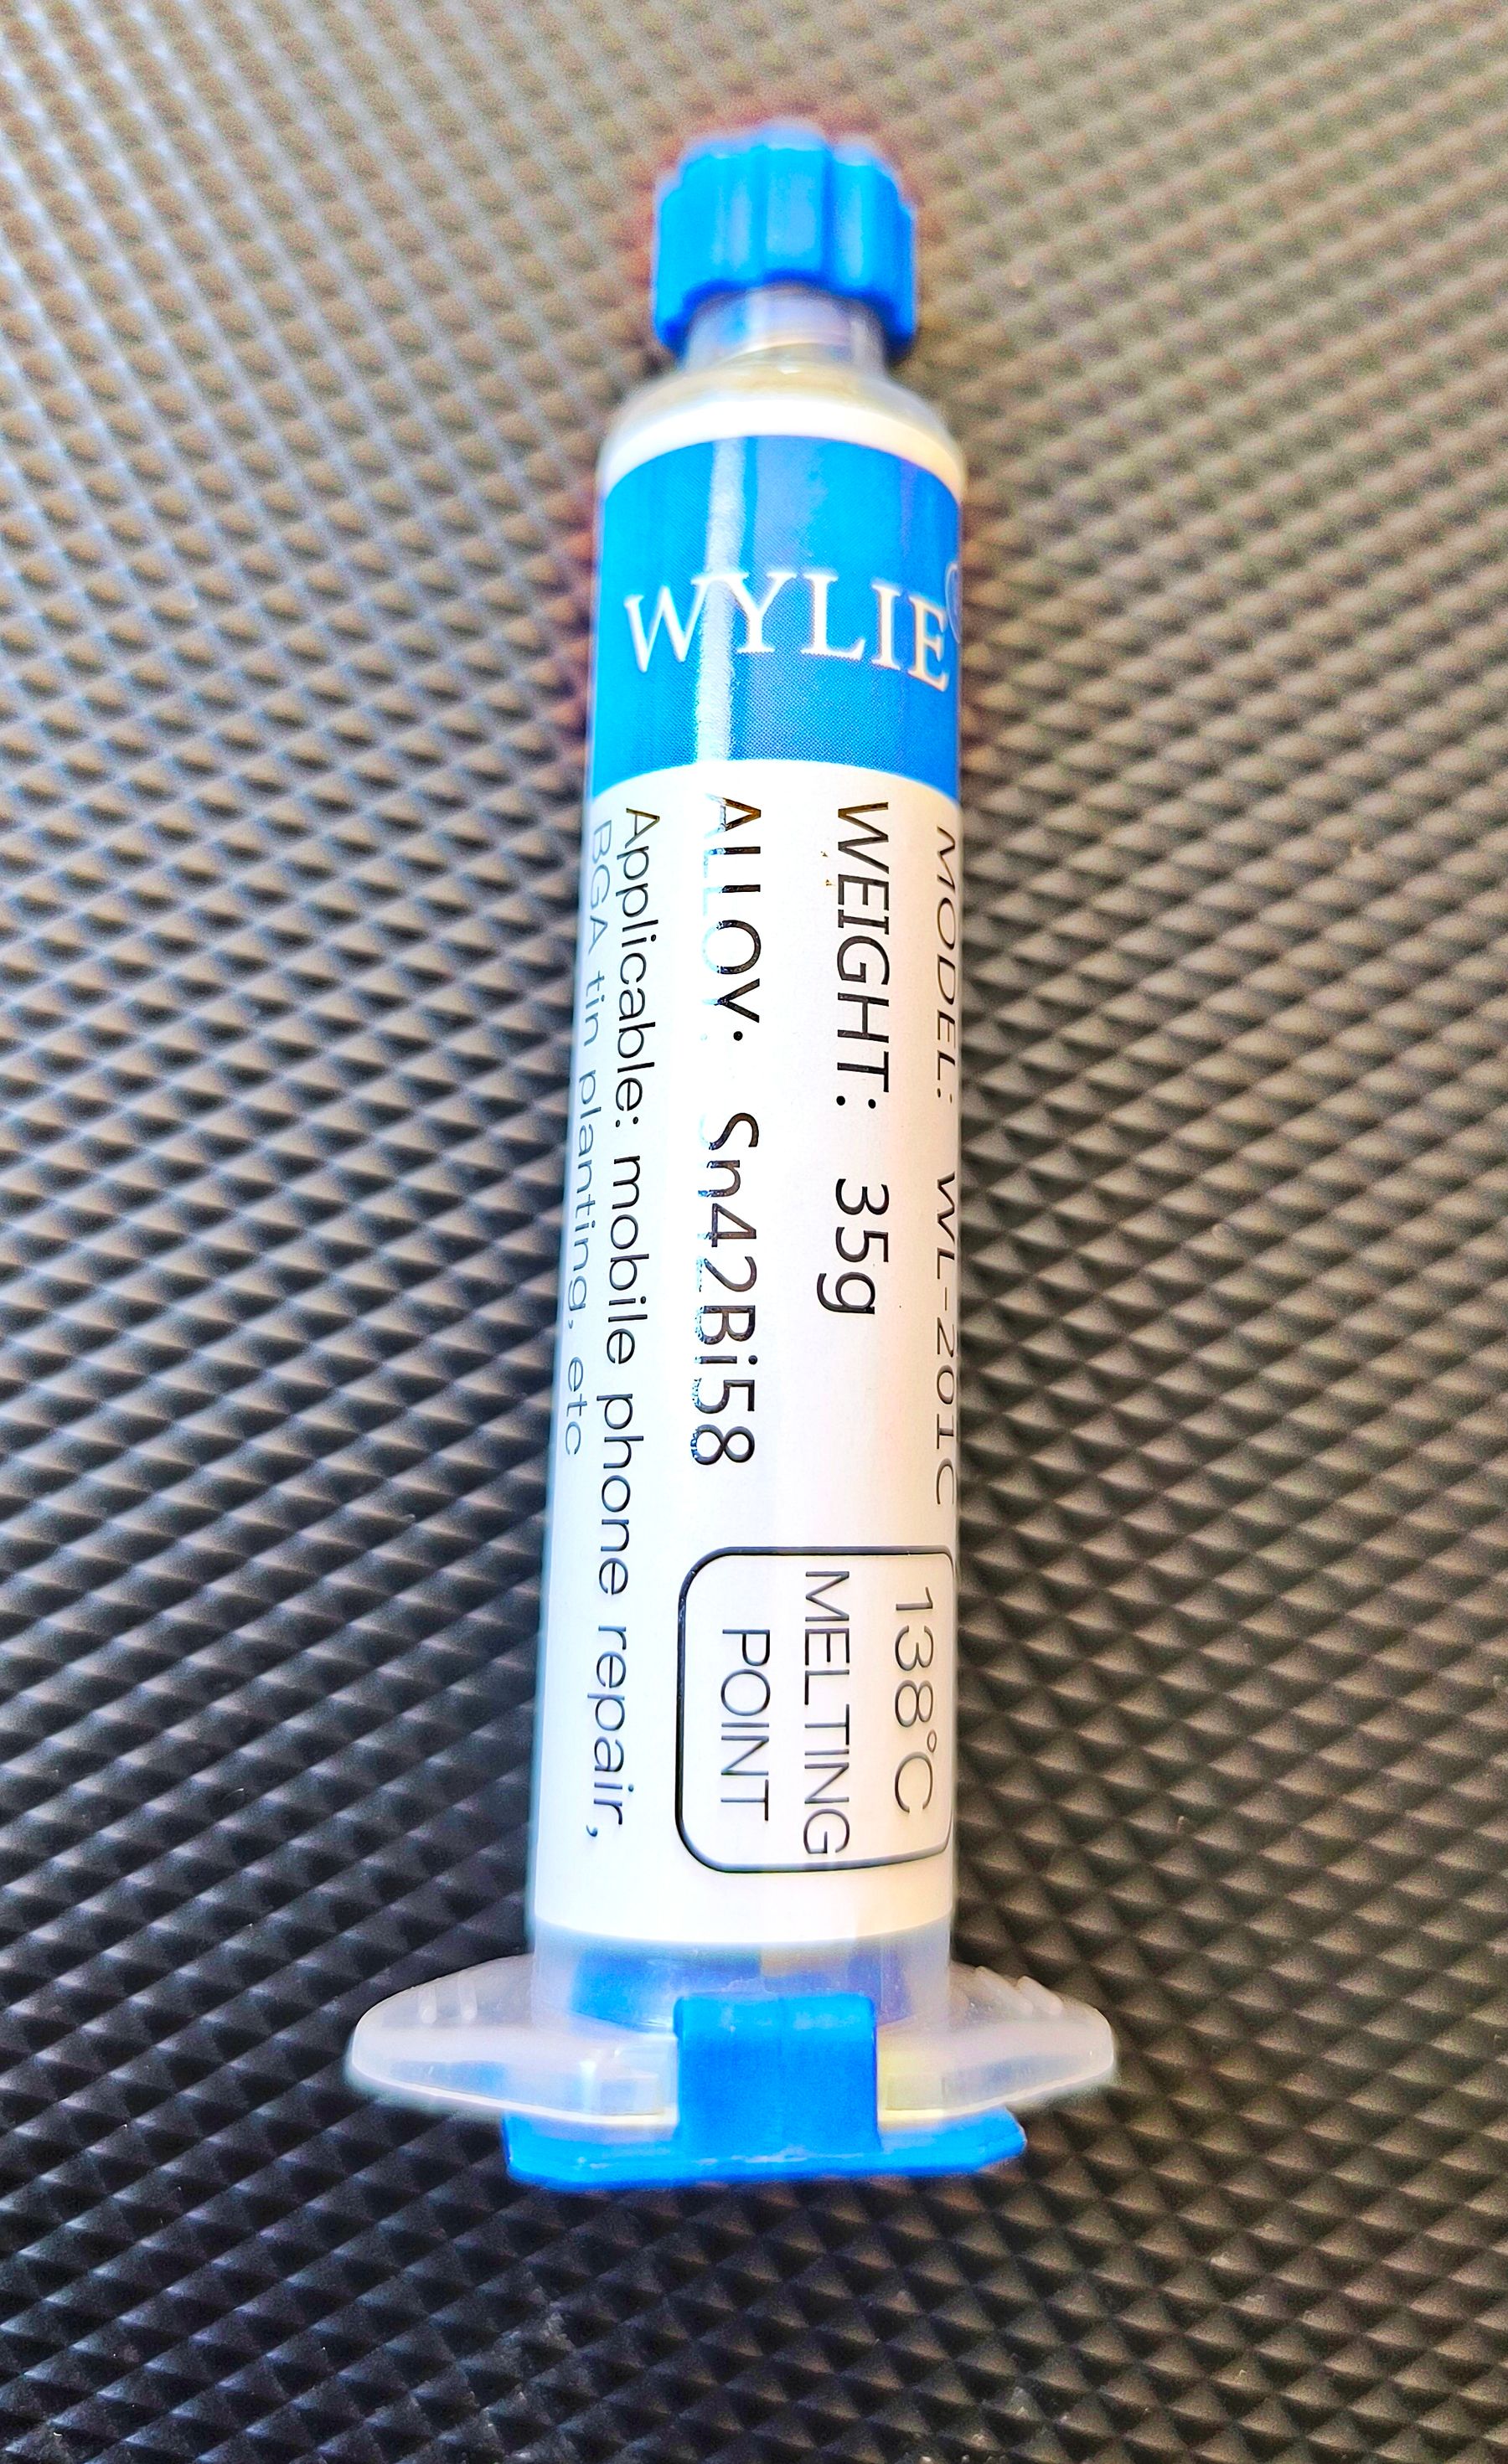 WYLIE
MODEL: WL-201C
WEIGHT: 35g
ALLOY: Sn42Bi58
Applicable: mobile phone repair,
BGA tin planting, etc
138°C
MELTING
POINT